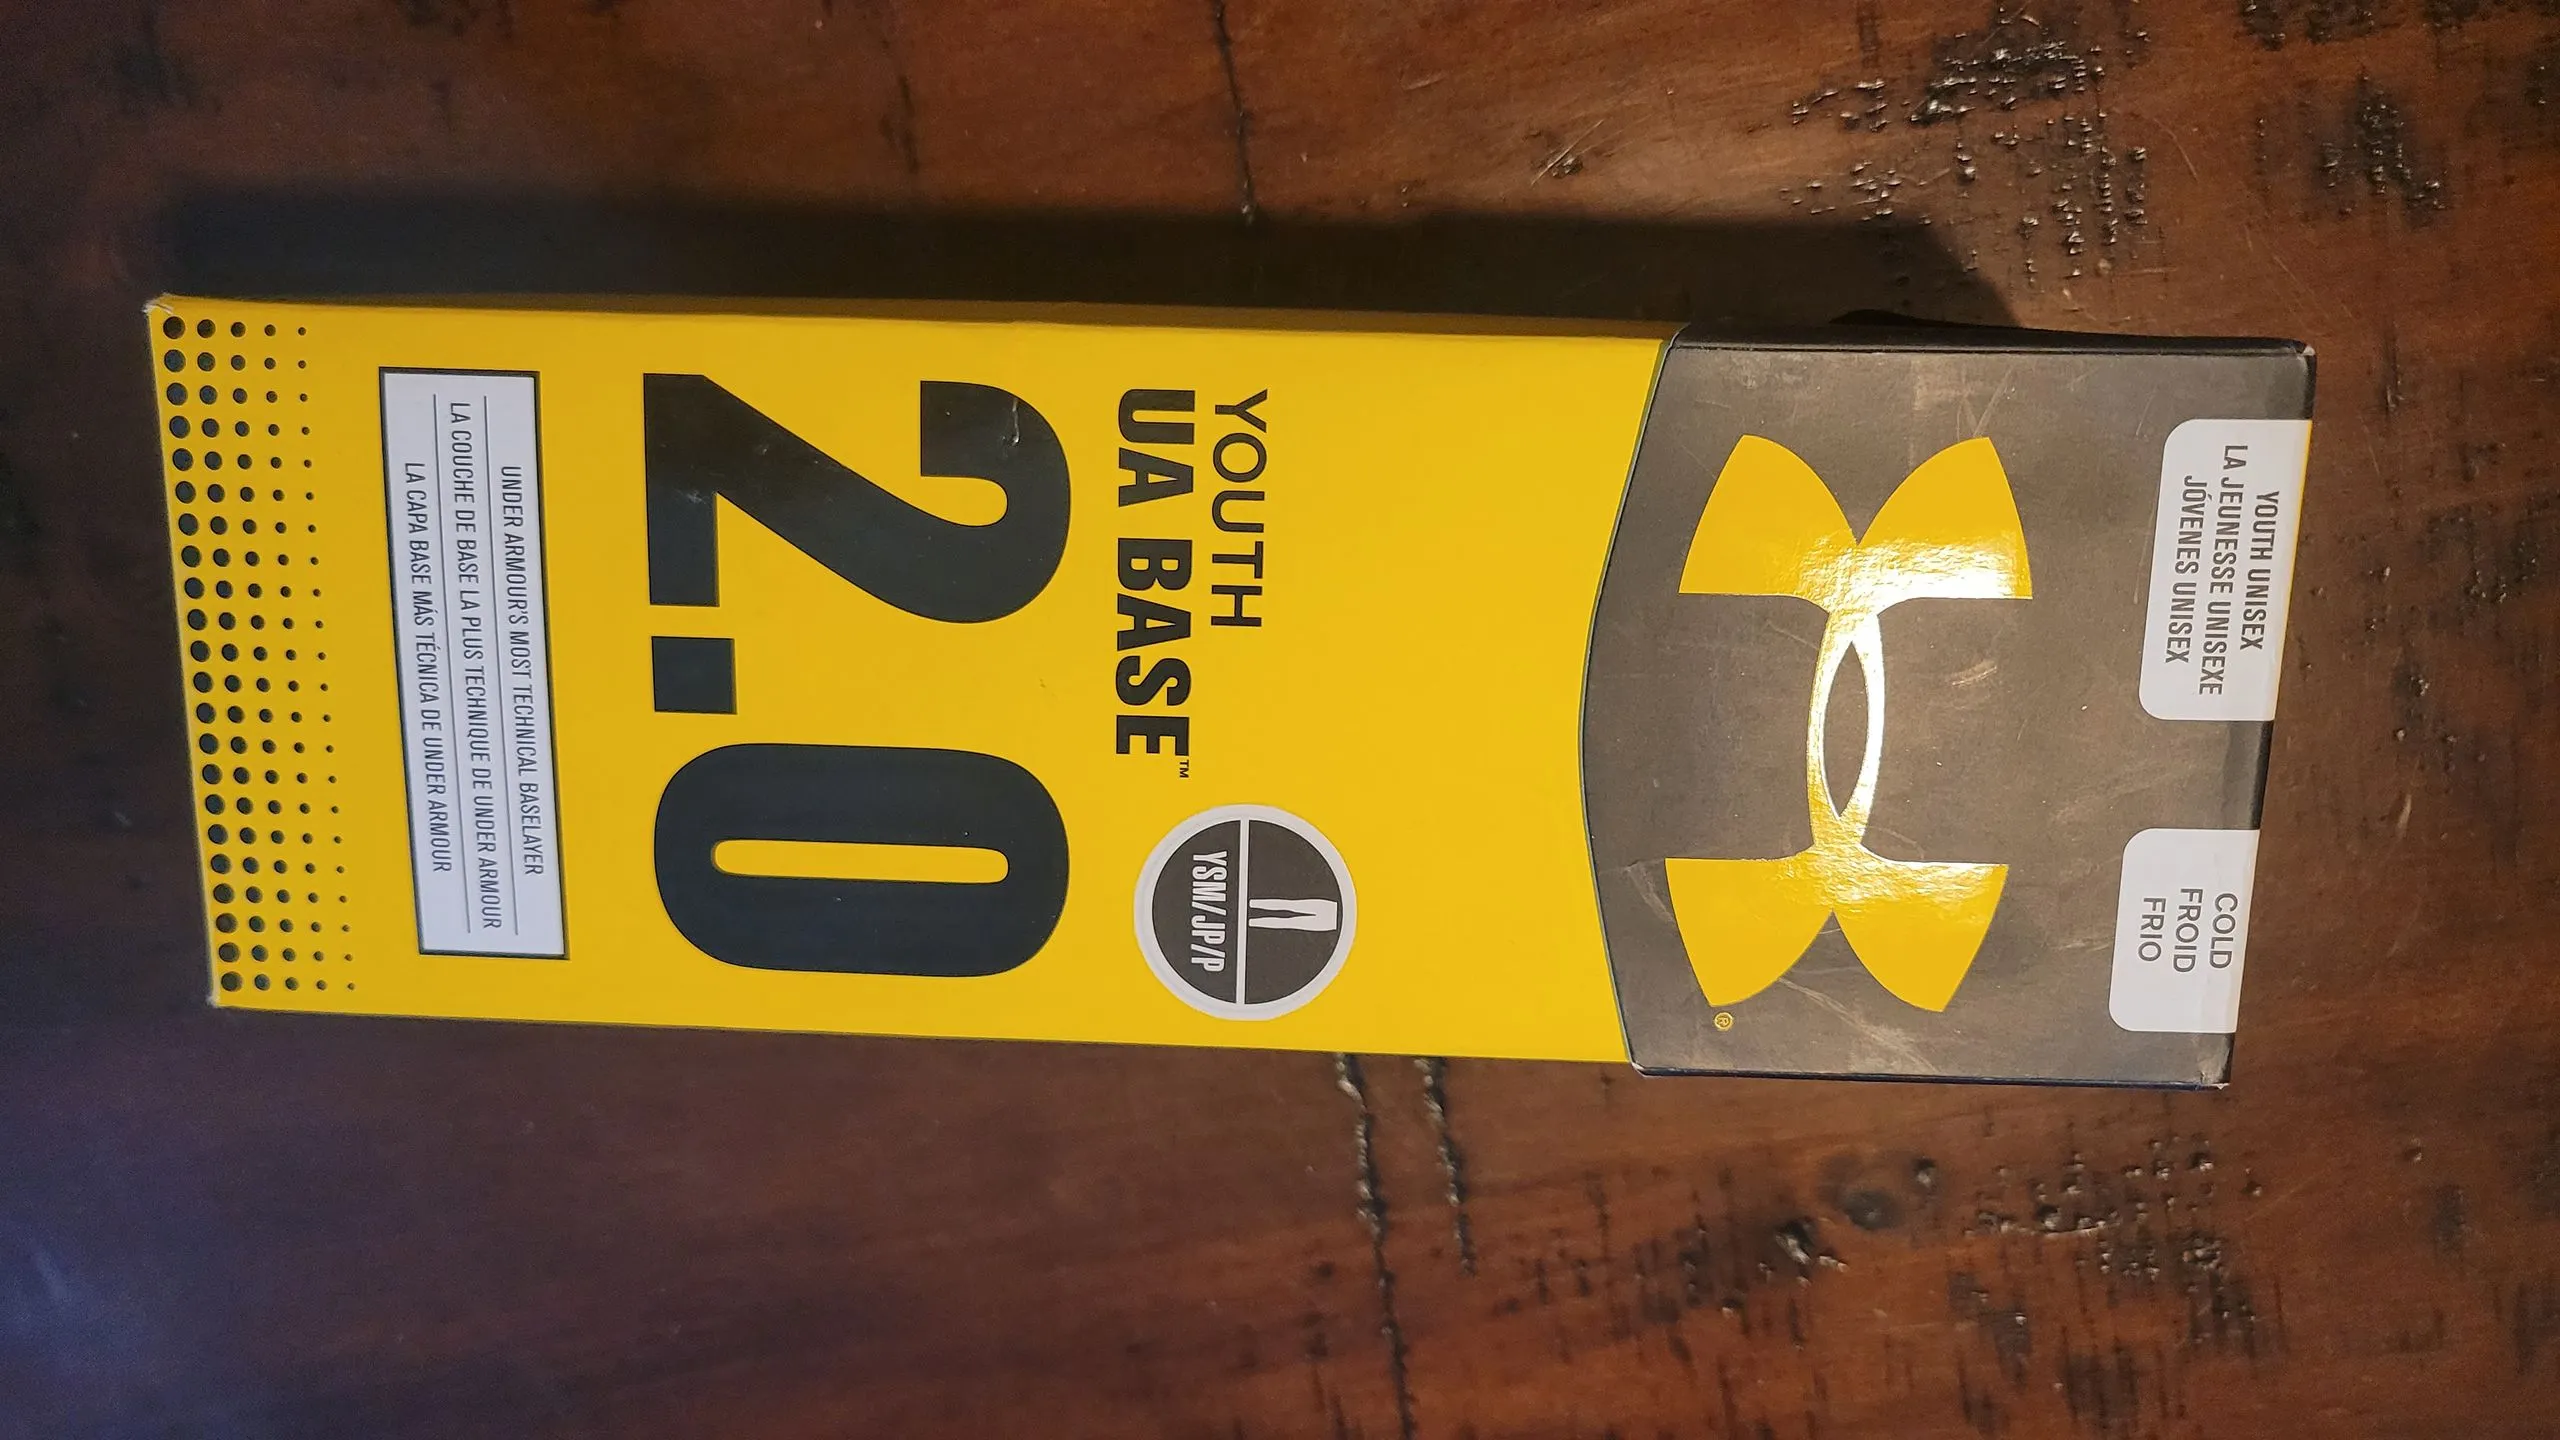 YOUTH UNISEX
LA JEUNESSE UNISEXE
JÓVENES UNISEX
COLD
FROID
FRIO
®
YOUTH
UA BASE™
YSM/JP/P
2.0
UNDER ARMOUR'S MOST TECHNICAL BASELAYER
LA COUCHE DE BASE LA PLUS TECHNIQUE DE UNDER ARMOUR
LA CAPA BASE MÁS TÉCNICA DE UNDER ARMOUR